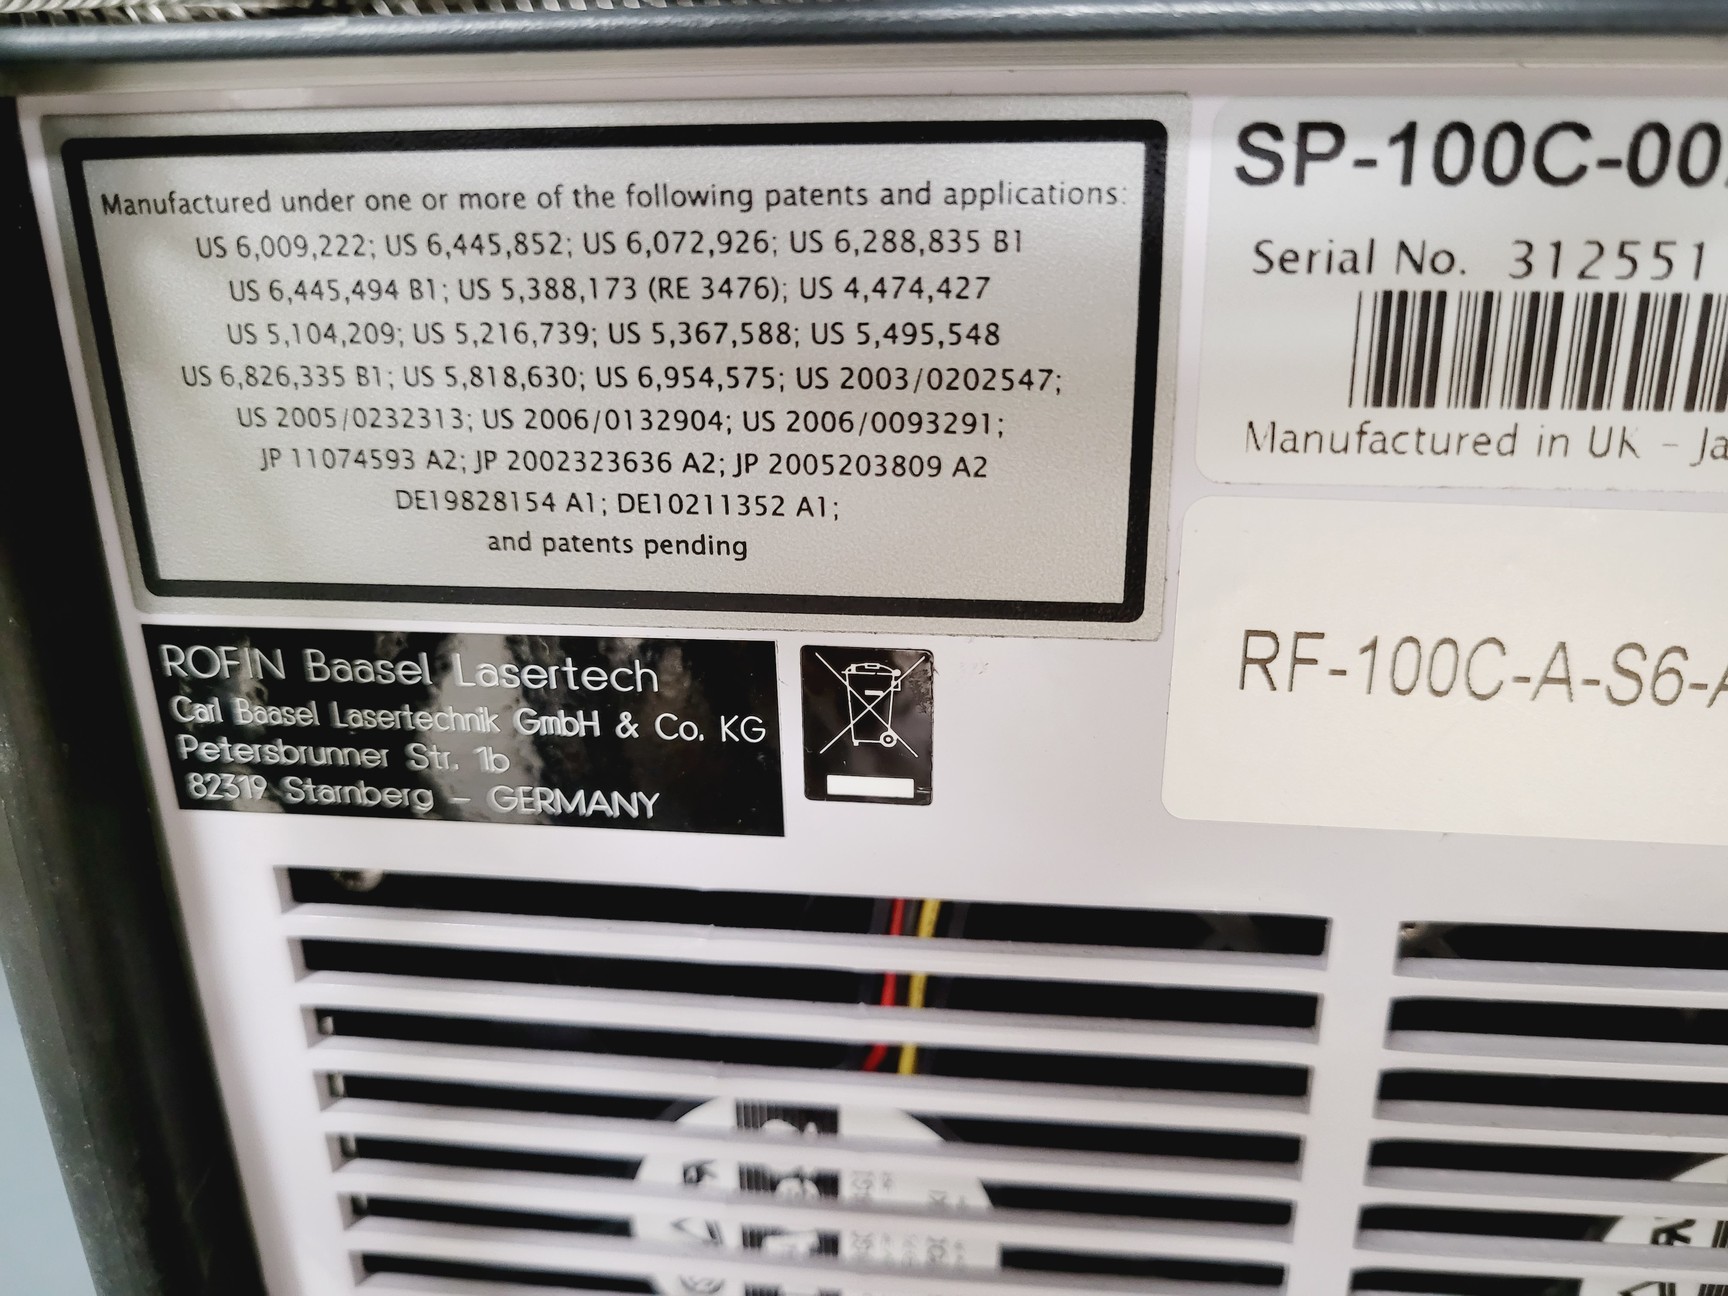 Manufactured under one or more of the following patents and applications:
US 6,009,222; US 6,445,852; US 6,072,926; US 6,288,835 B1
US 6,445,494 B1; US 5,388,173 (RE 3476); US 4,474,427
US 5,104,209; US 5,216,739; US 5,367,588; US 5,495,548
US 6,826,335 B1; US 5,818,630; US 6,954,575; US 2003/0202547;
US 2005/0232313; US 2006/0132904; US 2006/0093291;
JP 11074593 A2; JP 2002323636 A2; JP 2005203809 A2
DE19828154 A1; DE10211352 A1;
and patents pending
ROFIN Baasel Lasertech
Carl Baasel Lasertechnik GmbH & Co. KG
Petersbrunner Str. 1b
82319 Starnberg – GERMANY
SP-100C-00
Serial No. 312551
Manufactured in UK – Ja
RF-100C-A-S6-A